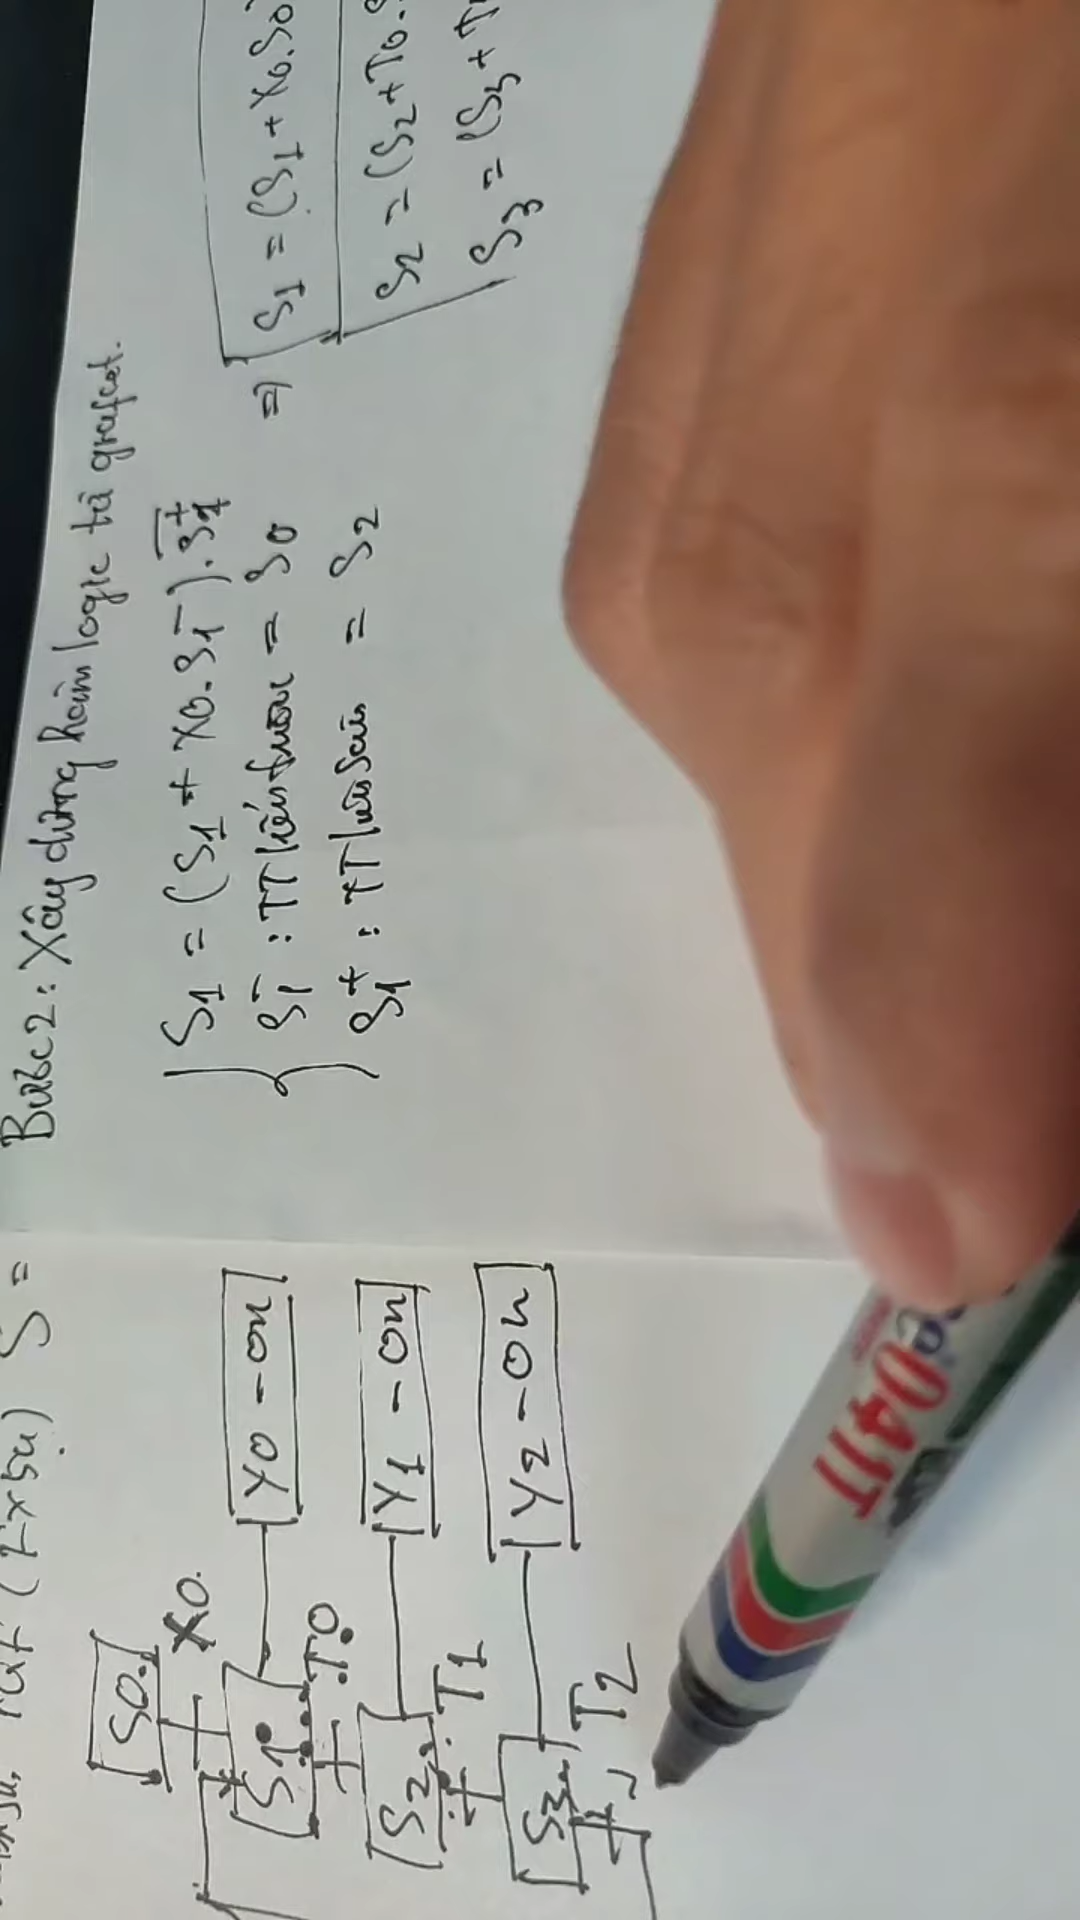 S =
Bước 2: Xây dựng hàm logic từ grafcet.
S1 = (S1 + X0.S1⁻).S1⁺
S1⁻ : TT liền trước = S0
S1⁺ : TT liền sau = S2
=>
S1 = (S1 + X0.S0
S2 = (S2 + T0.S
S3 = (S3 + T
S0
X0
S1
Y0 - ON
T0
S2
Y1 - ON
T1
S3
Y2 - ON
T2